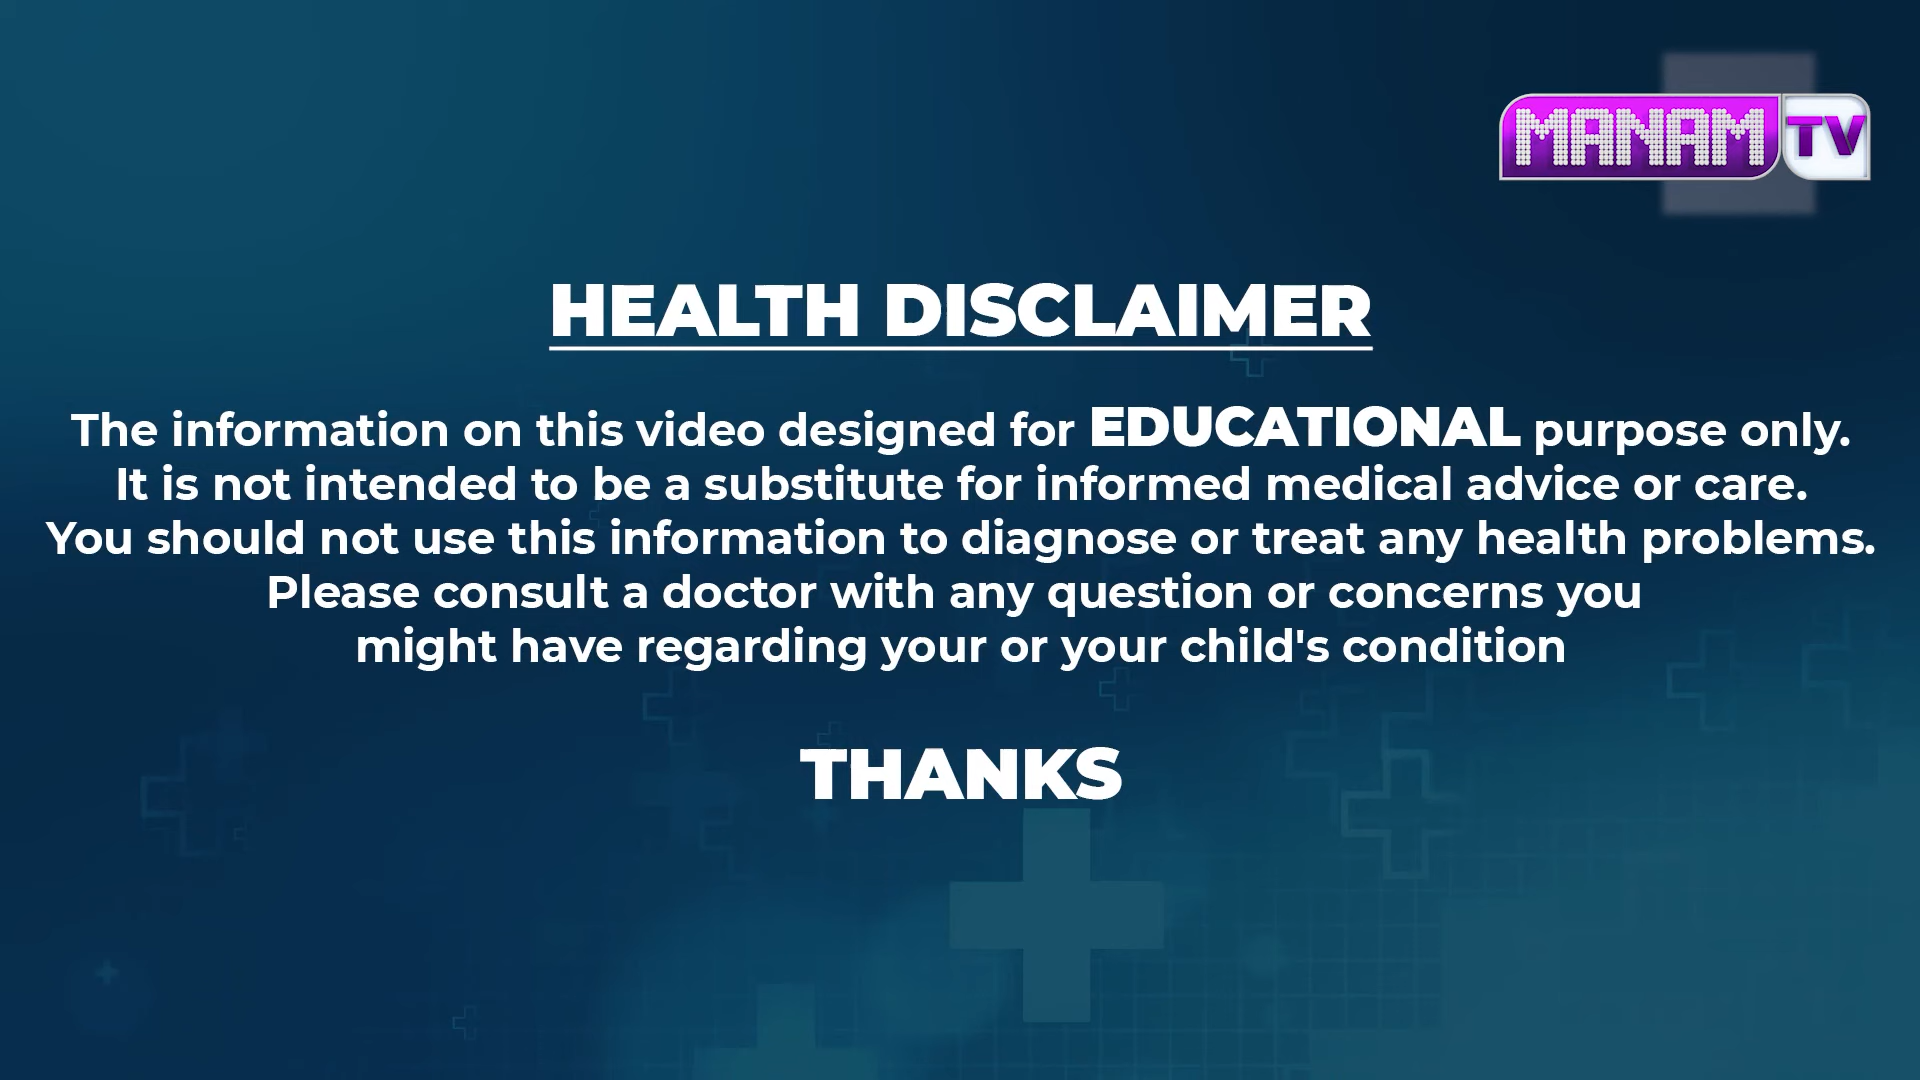 MANAM TV
HEALTH DISCLAIMER
The information on this video designed for EDUCATIONAL purpose only.
It is not intended to be a substitute for informed medical advice or care.
You should not use this information to diagnose or treat any health problems.
Please consult a doctor with any question or concerns you
might have regarding your or your child's condition
THANKS